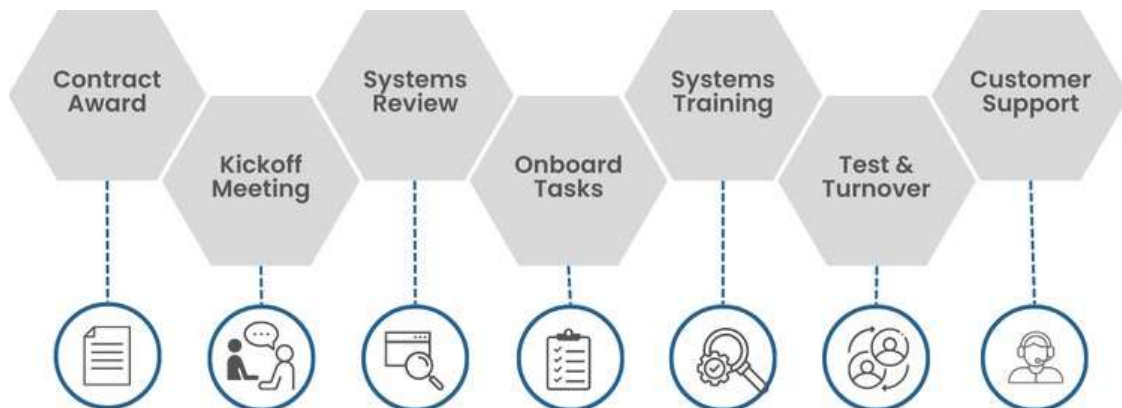 Contract
Award
Kickoff
Meeting
Systems
Review
Onboard
Tasks
Systems
Training
Test &
Turnover
Customer
Support